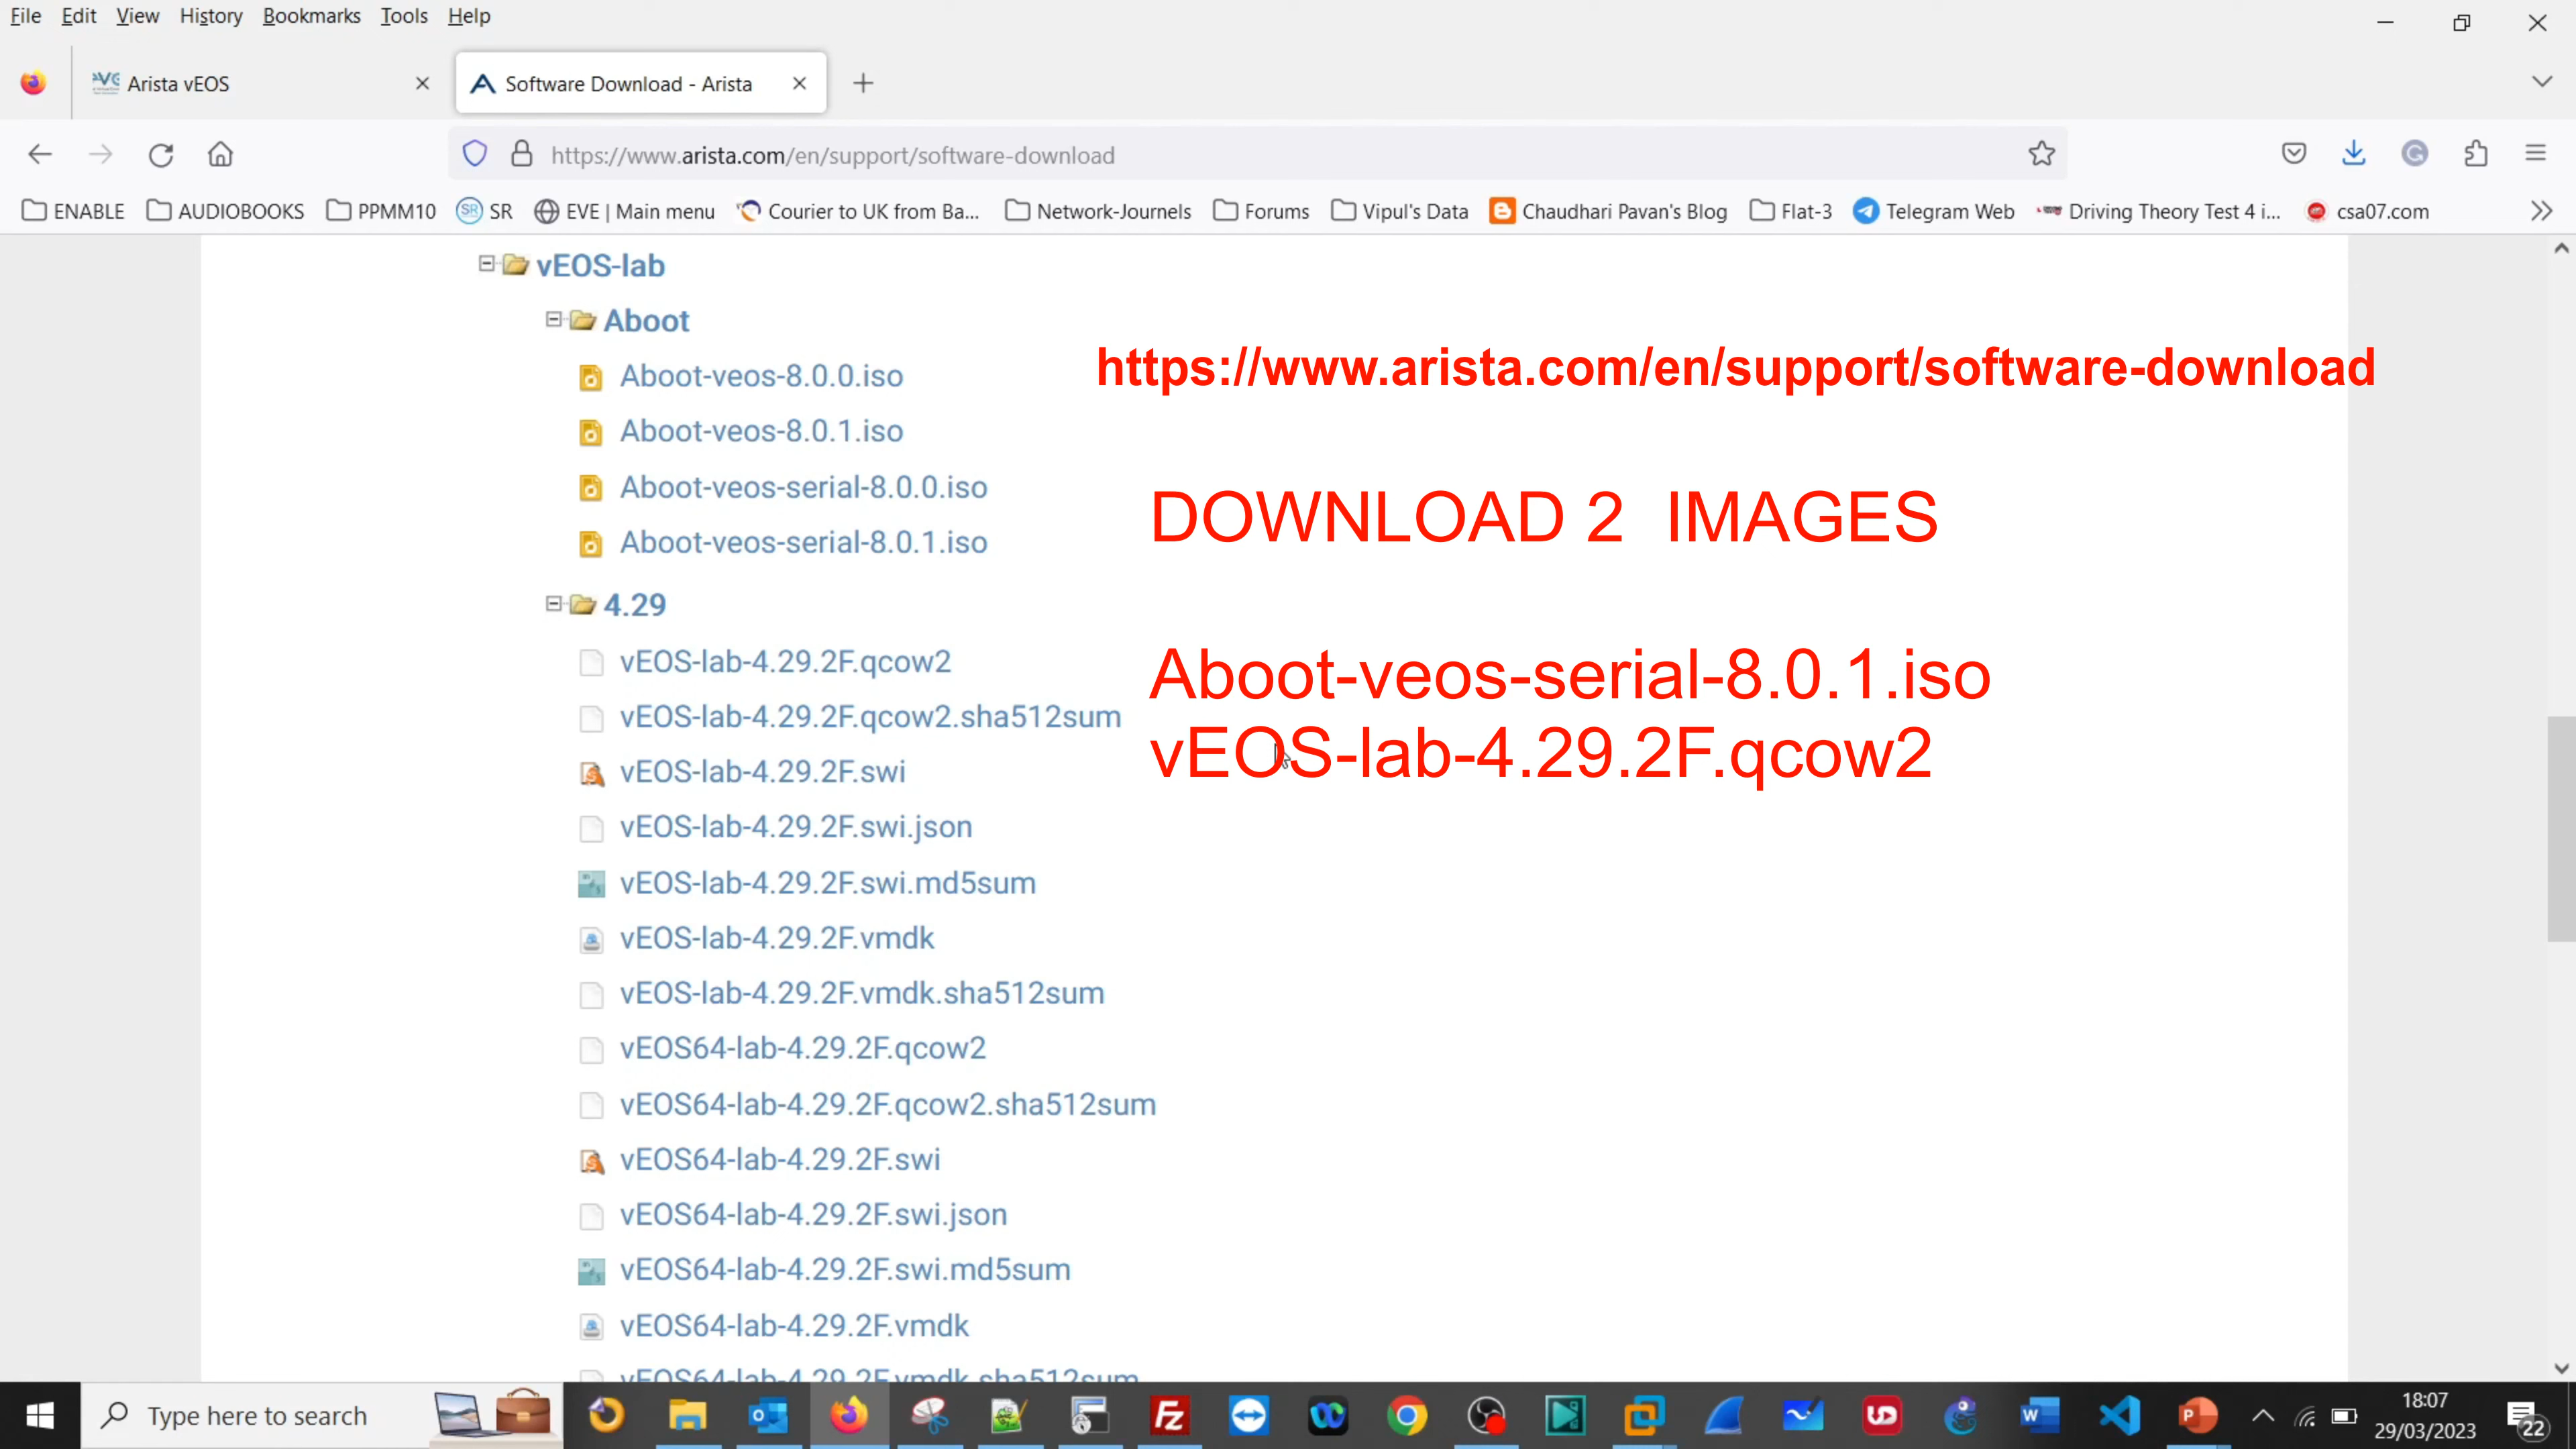 File Edit View History Bookmarks Tools Help
Arista vEOS
Software Download - Arista
https://www.arista.com/en/support/software-download
ENABLE AUDIOBOOKS PPMM10 SR EVE | Main menu Courier to UK from Ba... Network-Journels Forums Vipul's Data Chaudhari Pavan's Blog Flat-3 Telegram Web Driving Theory Test 4 i... csa07.com
vEOS-lab
Aboot
Aboot-veos-8.0.0.iso
Aboot-veos-8.0.1.iso
Aboot-veos-serial-8.0.0.iso
Aboot-veos-serial-8.0.1.iso
4.29
vEOS-lab-4.29.2F.qcow2
vEOS-lab-4.29.2F.qcow2.sha512sum
vEOS-lab-4.29.2F.swi
vEOS-lab-4.29.2F.swi.json
vEOS-lab-4.29.2F.swi.md5sum
vEOS-lab-4.29.2F.vmdk
vEOS-lab-4.29.2F.vmdk.sha512sum
vEOS64-lab-4.29.2F.qcow2
vEOS64-lab-4.29.2F.qcow2.sha512sum
vEOS64-lab-4.29.2F.swi
vEOS64-lab-4.29.2F.swi.json
vEOS64-lab-4.29.2F.swi.md5sum
vEOS64-lab-4.29.2F.vmdk
vEOS64-lab-4.29.2F.vmdk.sha512sum
https://www.arista.com/en/support/software-download
DOWNLOAD 2 IMAGES
Aboot-veos-serial-8.0.1.iso
vEOS-lab-4.29.2F.qcow2
Type here to search
18:07
29/03/2023
22